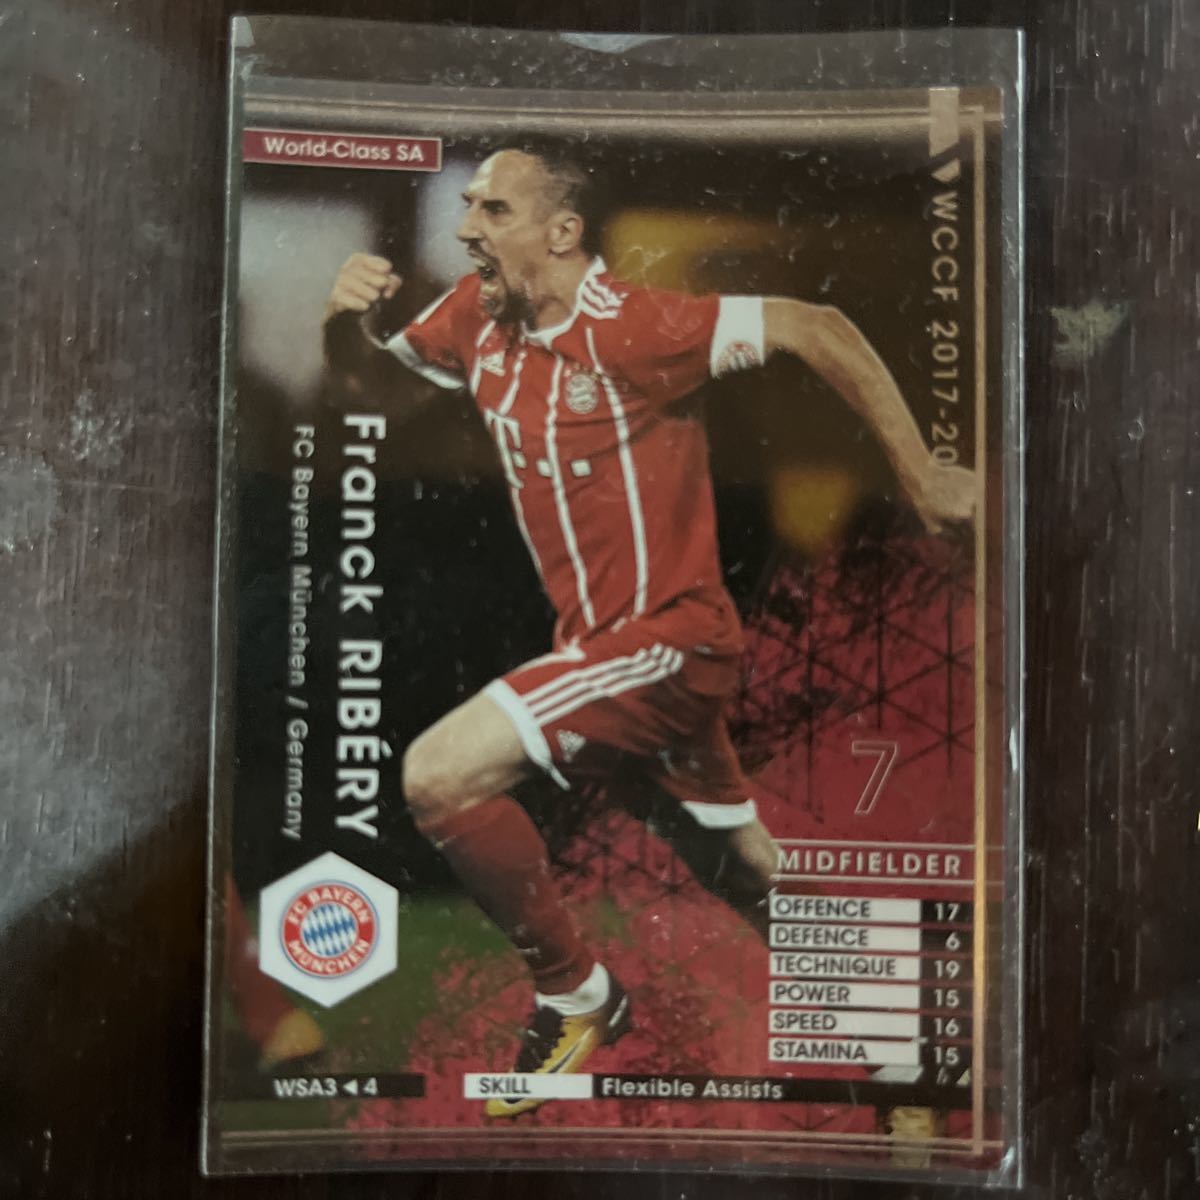 World-Class SA
WCCF 2017-20
Franck RIBÉRY
FC Bayern München / Germany
7
MIDFIELDER
OFFENCE 17
DEFENCE 6
TECHNIQUE 19
POWER 15
SPEED 16
STAMINA 15
FC BAYERN
MÜNCHEN
WSA3 ◀ 4
SKILL Flexible Assists